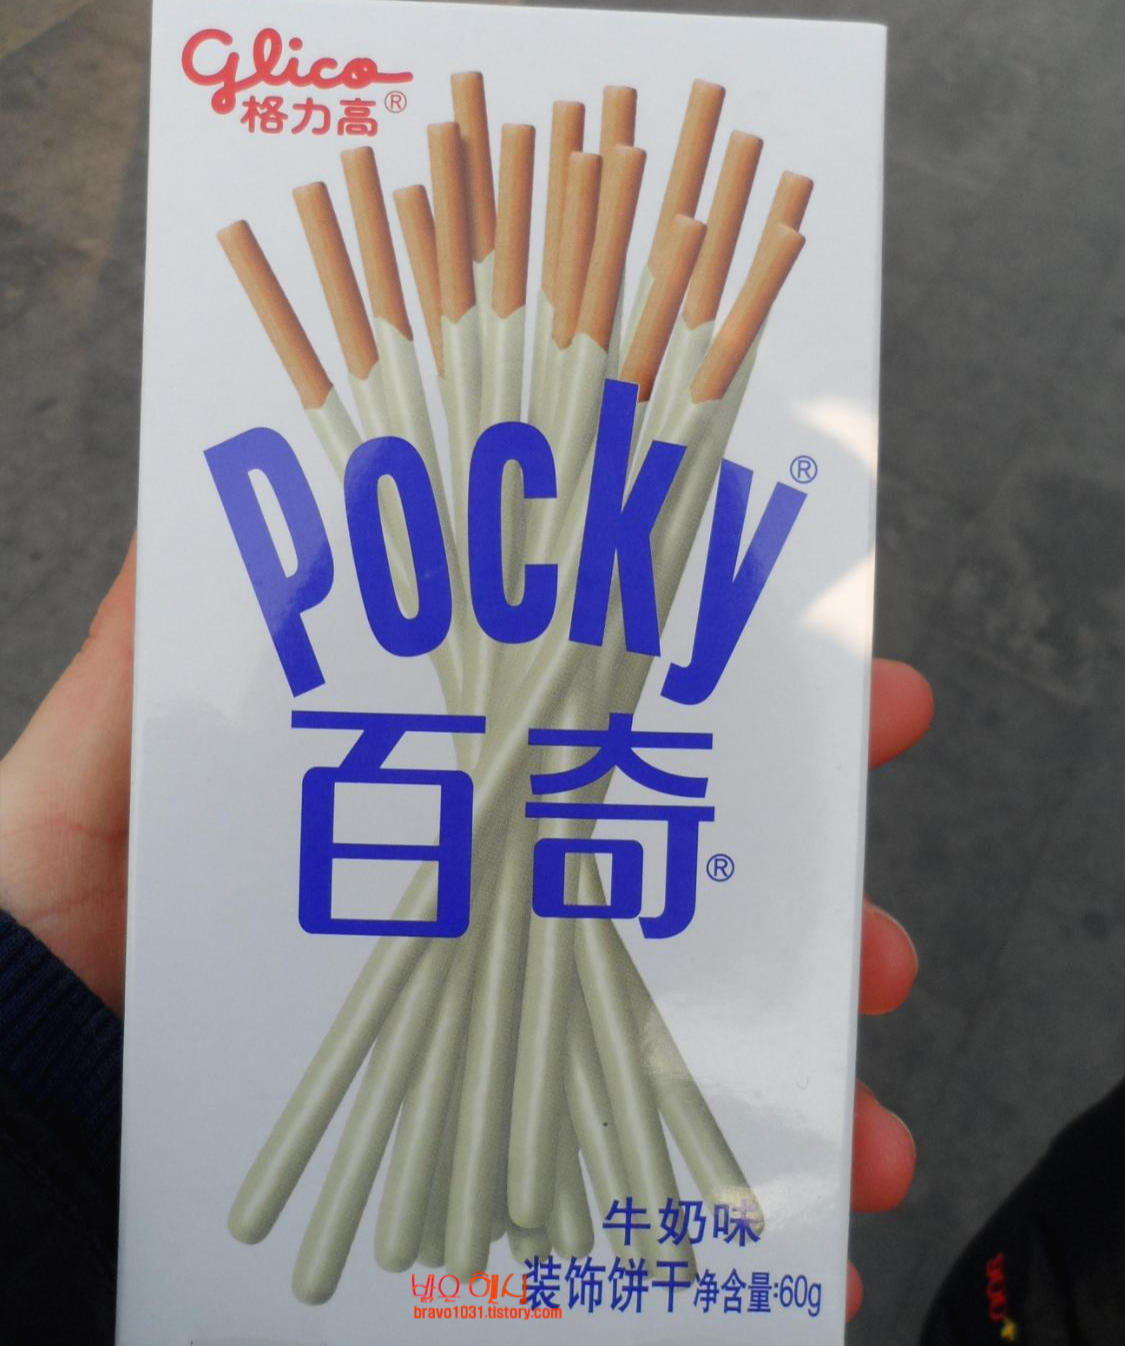 Glico
格力高®
Pocky®
百奇®
牛奶味
装饰饼干净含量:60g
bravo1031.tistory.com